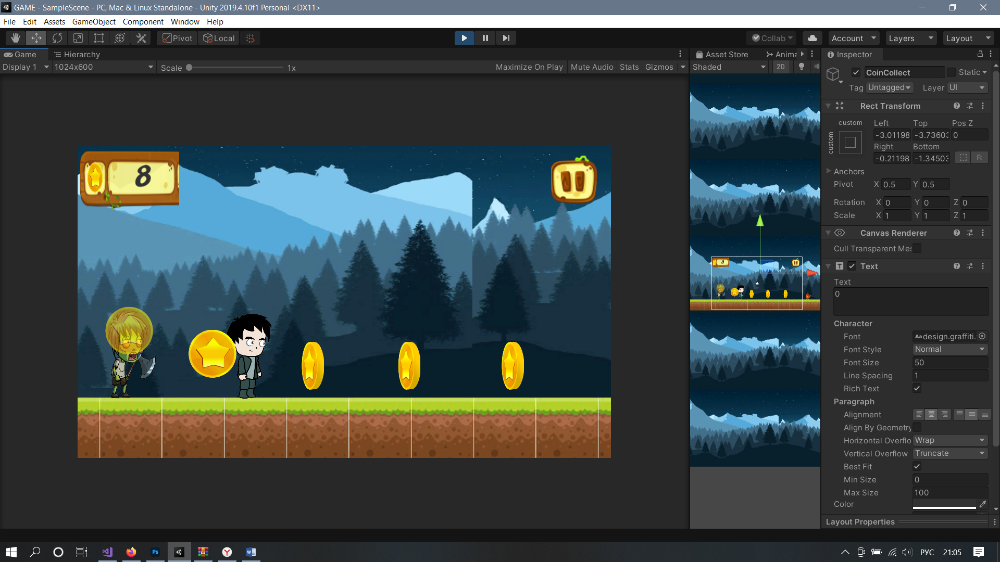 GAME - SampleScene - PC, Mac & Linux Standalone - Unity 2019.4.10f1 Personal <DX11>
File Edit Assets GameObject Component Window Help
Pivot Local Collab Account Layers Layout
Game Hierarchy Asset Store Anima Inspector
Display 1 1024x600 Scale 1x Maximize On Play Mute Audio Stats Gizmos Shaded 2D
CoinCollect Static
Tag Untagged Layer UI
Rect Transform
custom Left Top Pos Z
custom
-3.01198 -3.73603 0
Right Bottom
-0.21198 -1.34503 R
Anchors
Pivot X 0.5 Y 0.5
Rotation X 0 Y 0 Z 0
Scale X 1 Y 1 Z 1
Canvas Renderer
Cull Transparent Mes
Text
Text
0
Character
Font Aa design.graffiti.
Font Style Normal
Font Size 50
Line Spacing 1
Rich Text
Paragraph
Alignment
Align By Geometry
Horizontal Overflo Wrap
Vertical Overflow Truncate
Best Fit
Min Size 0
Max Size 100
Color
Layout Properties
8
8
Ps
РУС 21:05